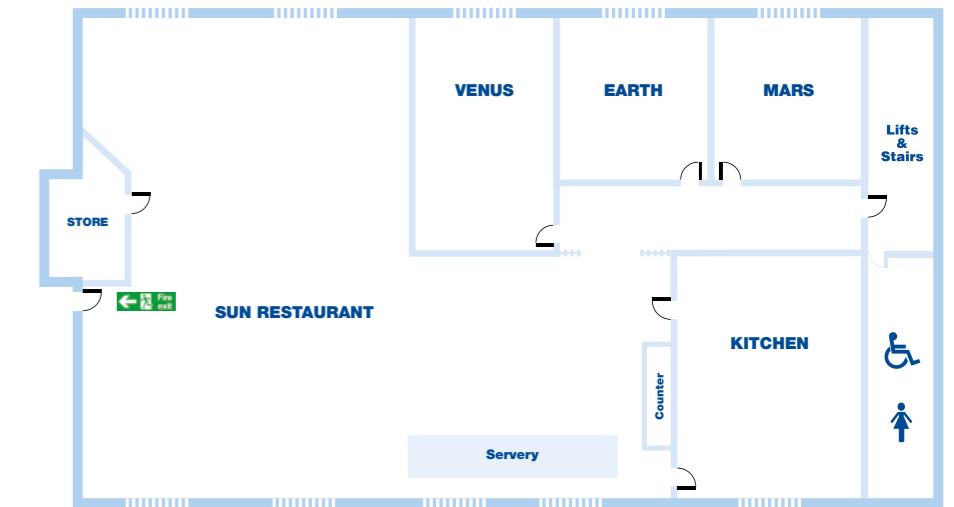 VENUS
EARTH
MARS
Lifts
&
Stairs
STORE
Fire
exit
SUN RESTAURANT
KITCHEN
Counter
Servery